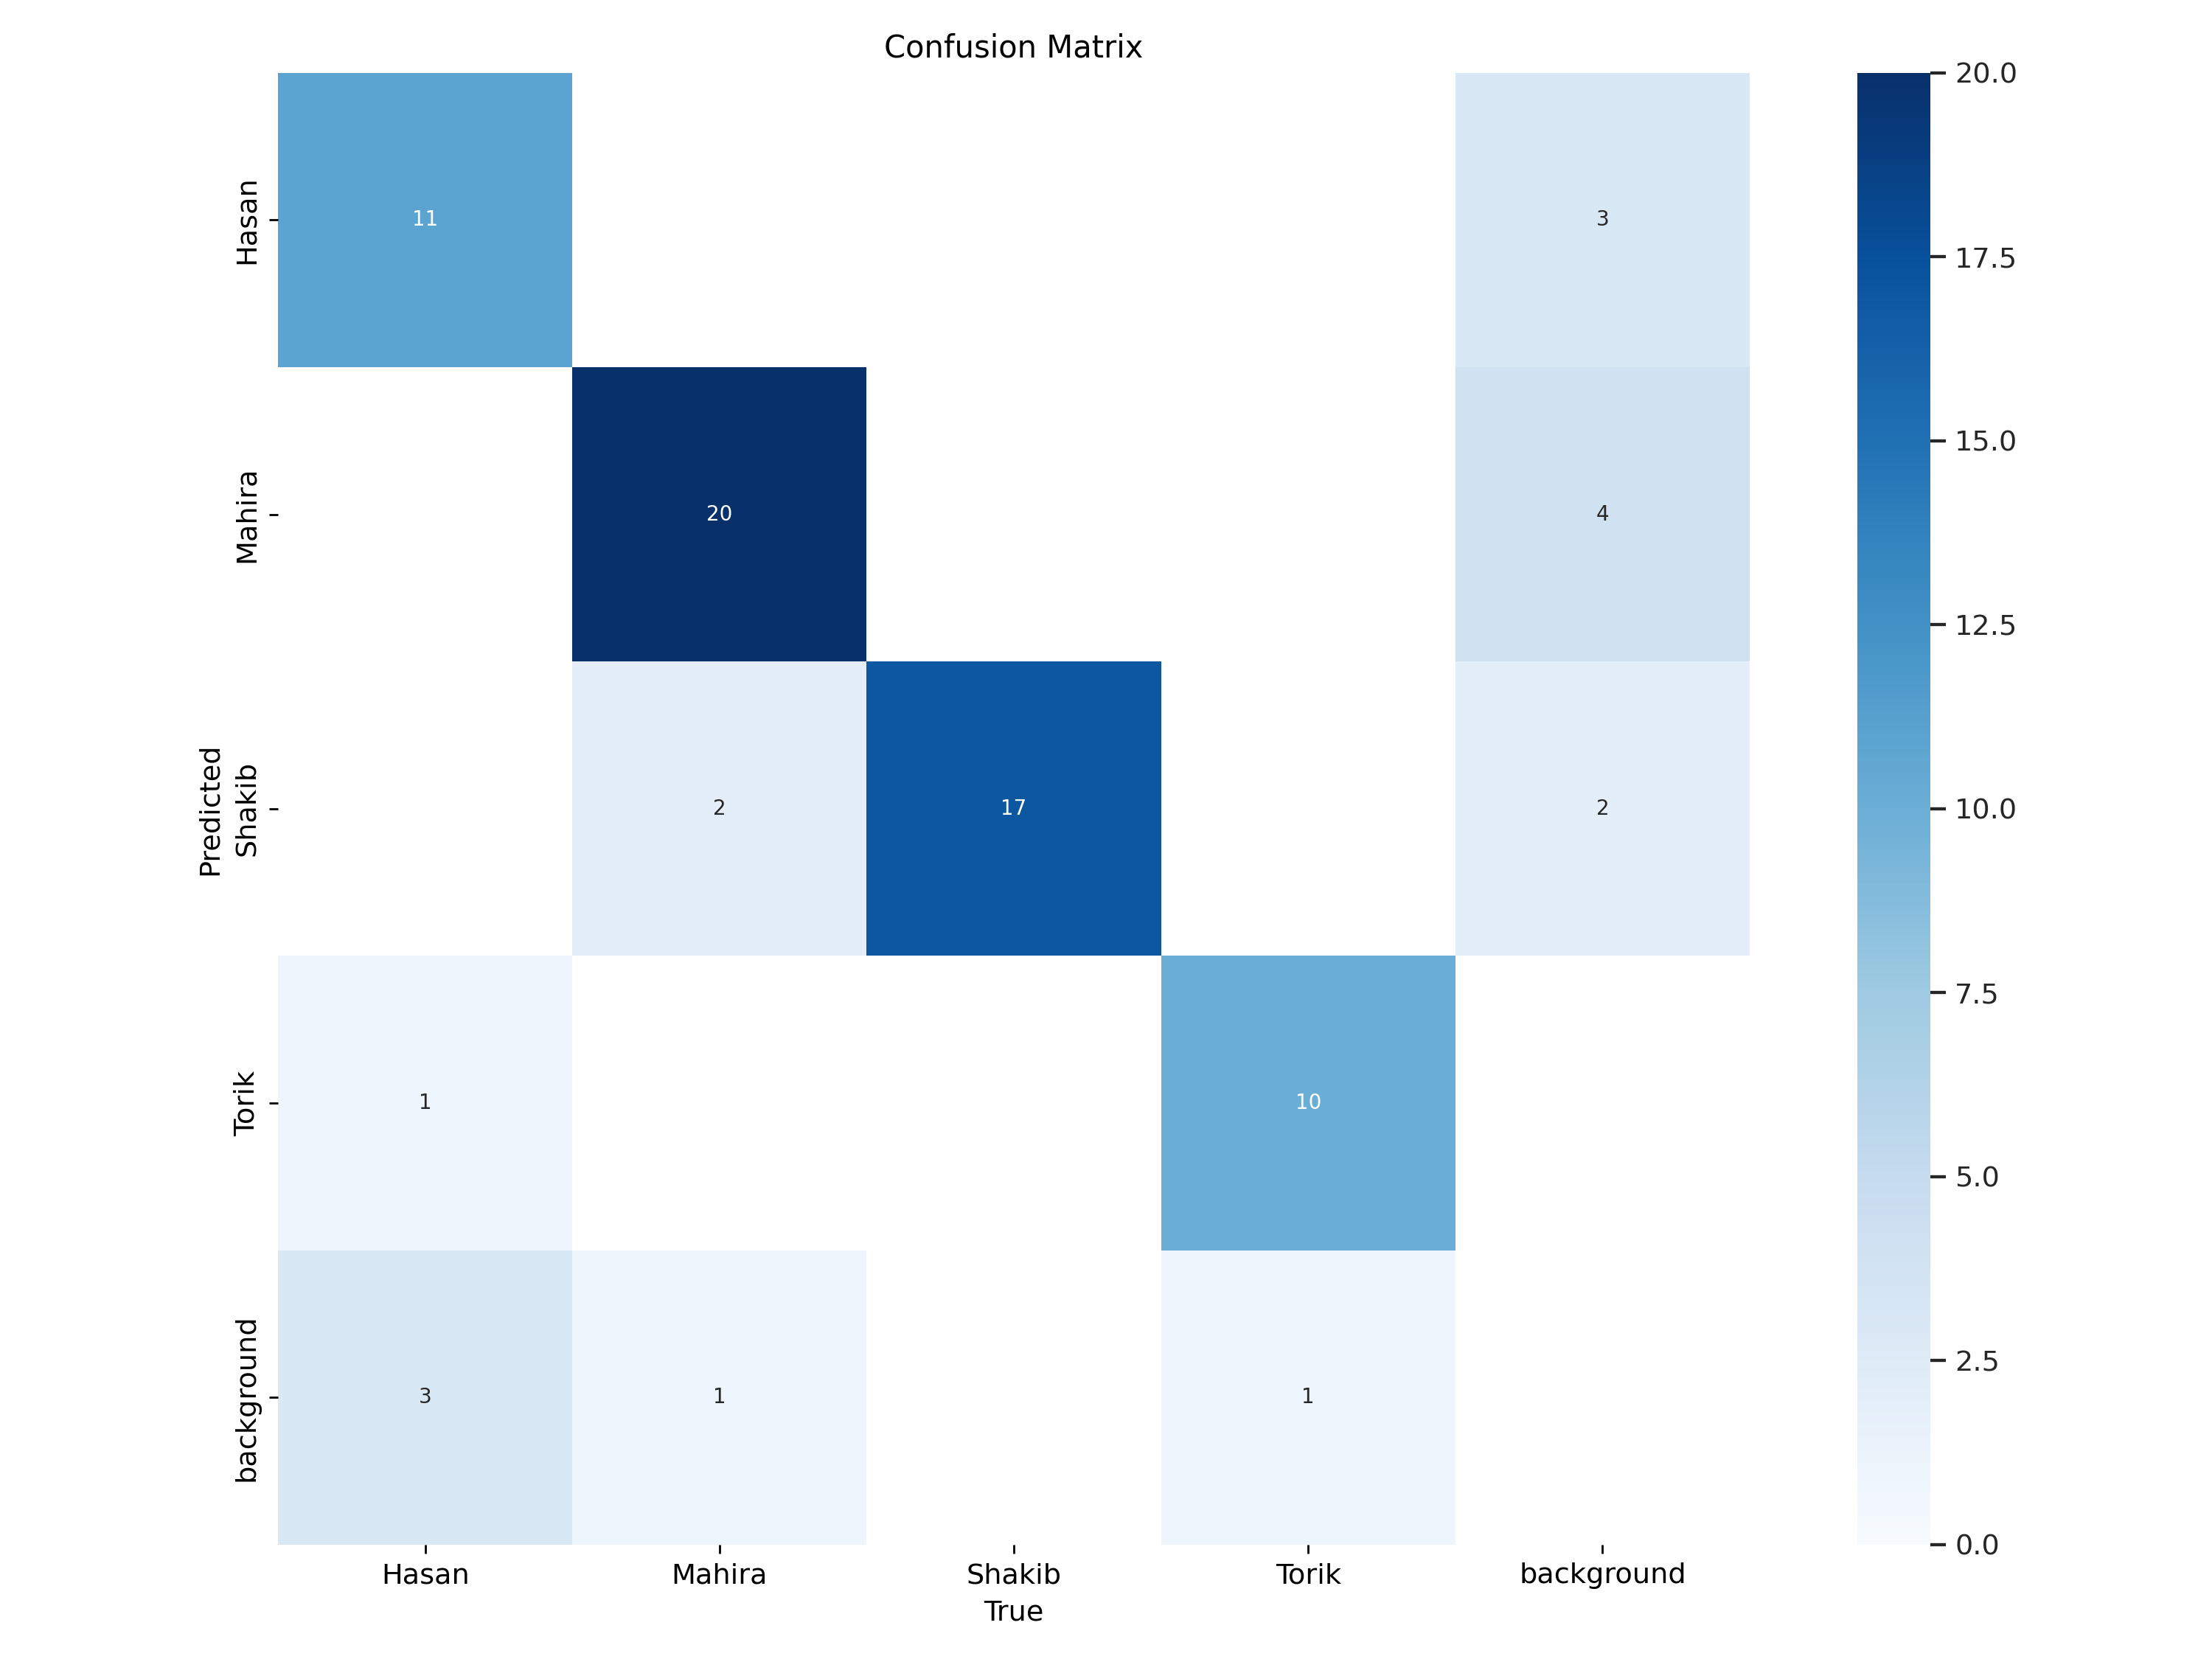 Confusion Matrix
Hasan
11
3
Mahira
20
4
Predicted
Shakib
2
17
2
Torik
1
10
background
3
1
1
Hasan
Mahira
Shakib
Torik
background
True
20.0
17.5
15.0
12.5
10.0
7.5
5.0
2.5
0.0